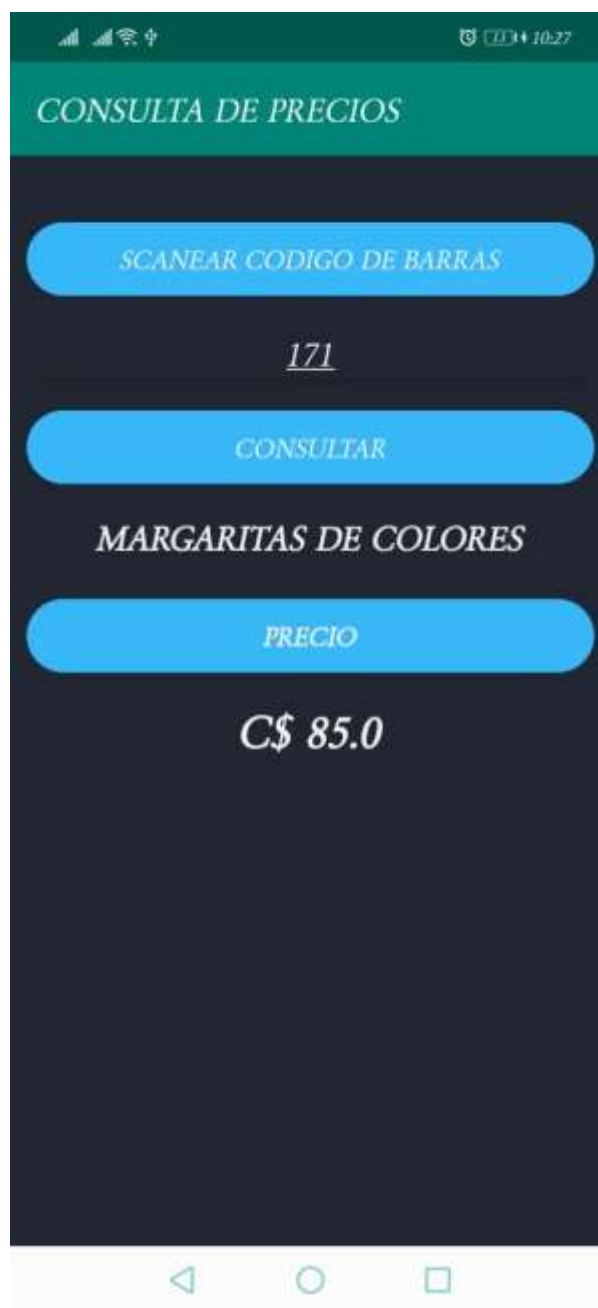 10:27
CONSULTA DE PRECIOS
SCANEAR CODIGO DE BARRAS
171
CONSULTAR
MARGARITAS DE COLORES
PRECIO
C$ 85.0